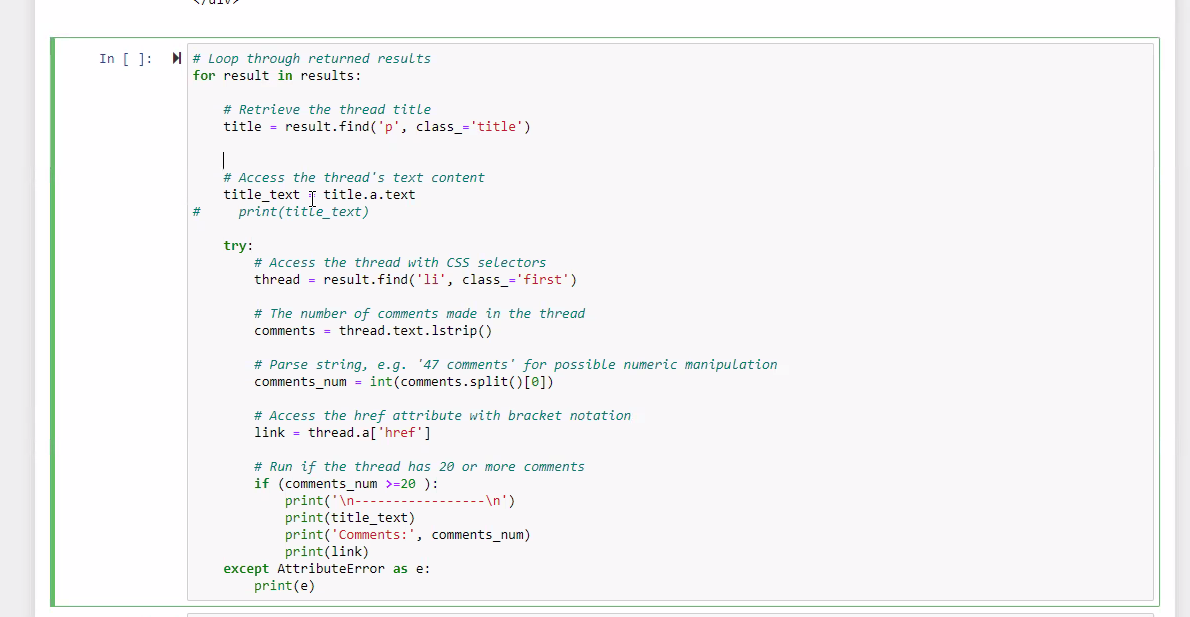 </div>
In [ ]:
# Loop through returned results
for result in results:
# Retrieve the thread title
title = result.find('p', class_='title')
# Access the thread's text content
title_text = title.a.text
#     print(title_text)
try:
# Access the thread with CSS selectors
thread = result.find('li', class_='first')
# The number of comments made in the thread
comments = thread.text.lstrip()
# Parse string, e.g. '47 comments' for possible numeric manipulation
comments_num = int(comments.split()[0])
# Access the href attribute with bracket notation
link = thread.a['href']
# Run if the thread has 20 or more comments
if (comments_num >=20 ):
print('\n-----------------\n')
print(title_text)
print('Comments:', comments_num)
print(link)
except AttributeError as e:
print(e)